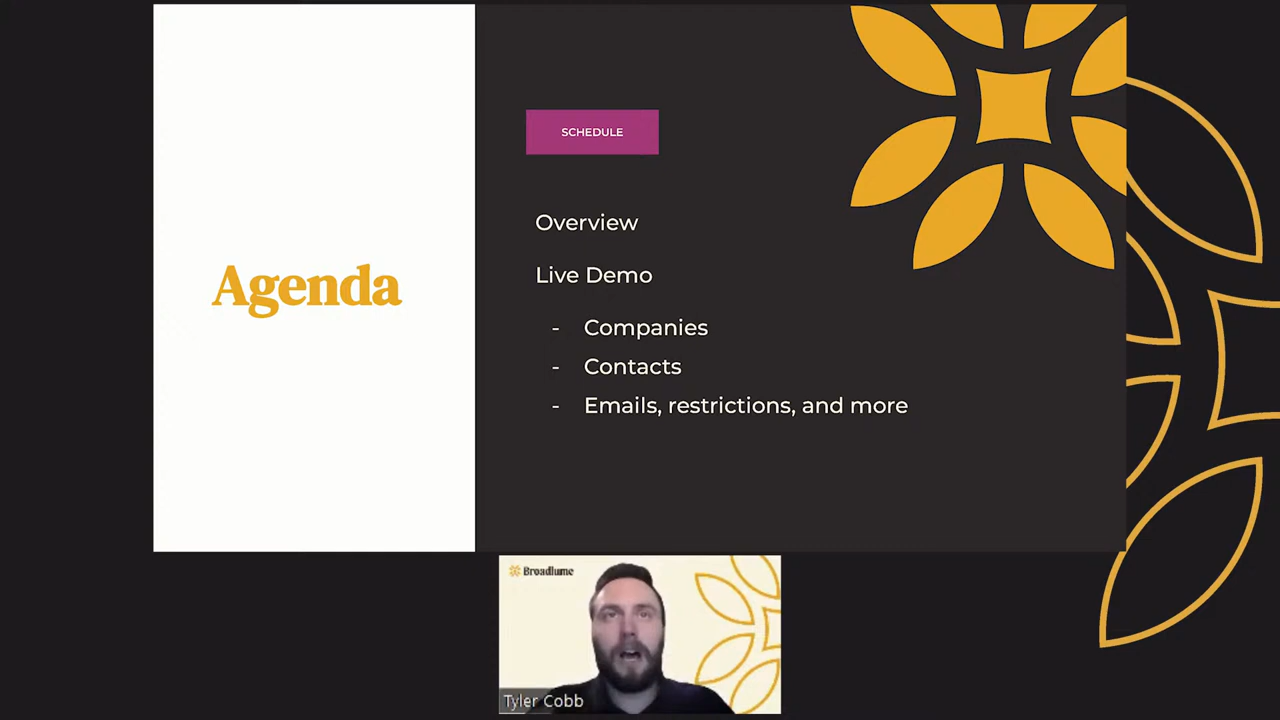 Agenda
SCHEDULE
Overview
Live Demo
- Companies
- Contacts
- Emails, restrictions, and more
Broadlume
Tyler Cobb